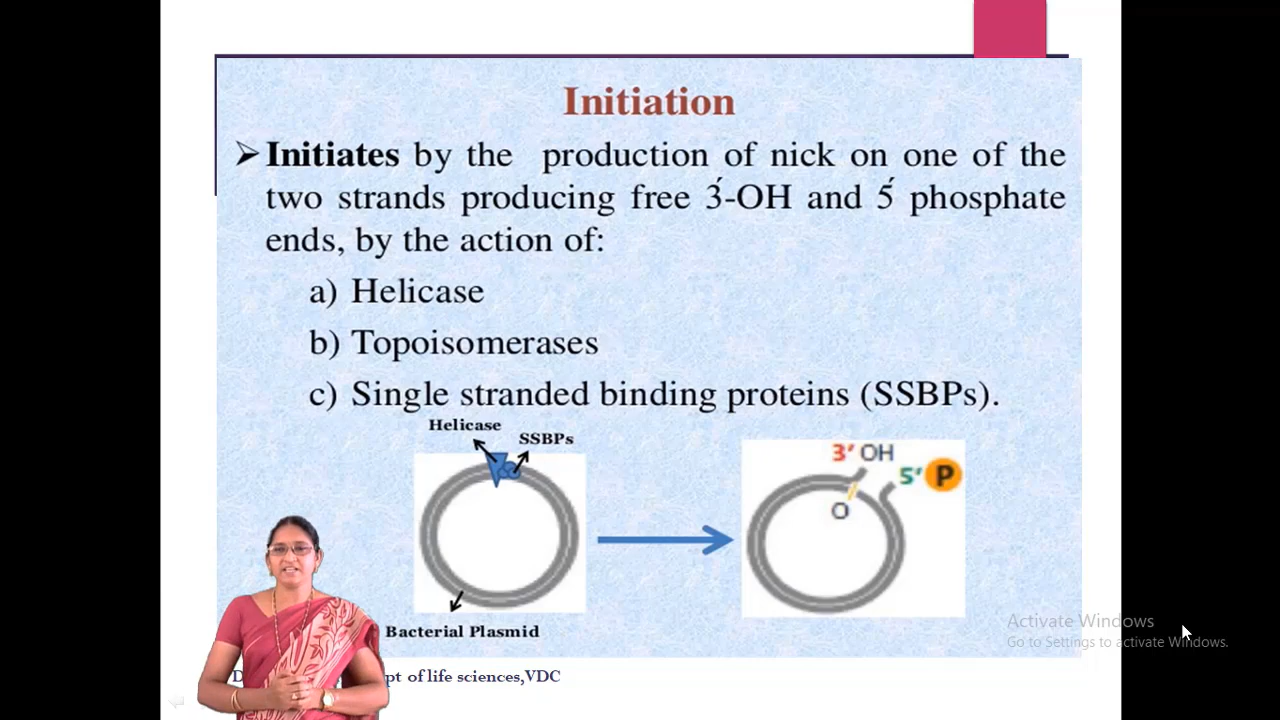 Initiation
➢ Initiates by the production of nick on one of the
two strands producing free 3́-OH and 5́ phosphate
ends, by the action of:
a) Helicase
b) Topoisomerases
c) Single stranded binding proteins (SSBPs).
Helicase
SSBPs
3′ OH
5′ P
O
Bacterial Plasmid
Activate Windows
Go to Settings to activate Windows.
of life sciences,VDC